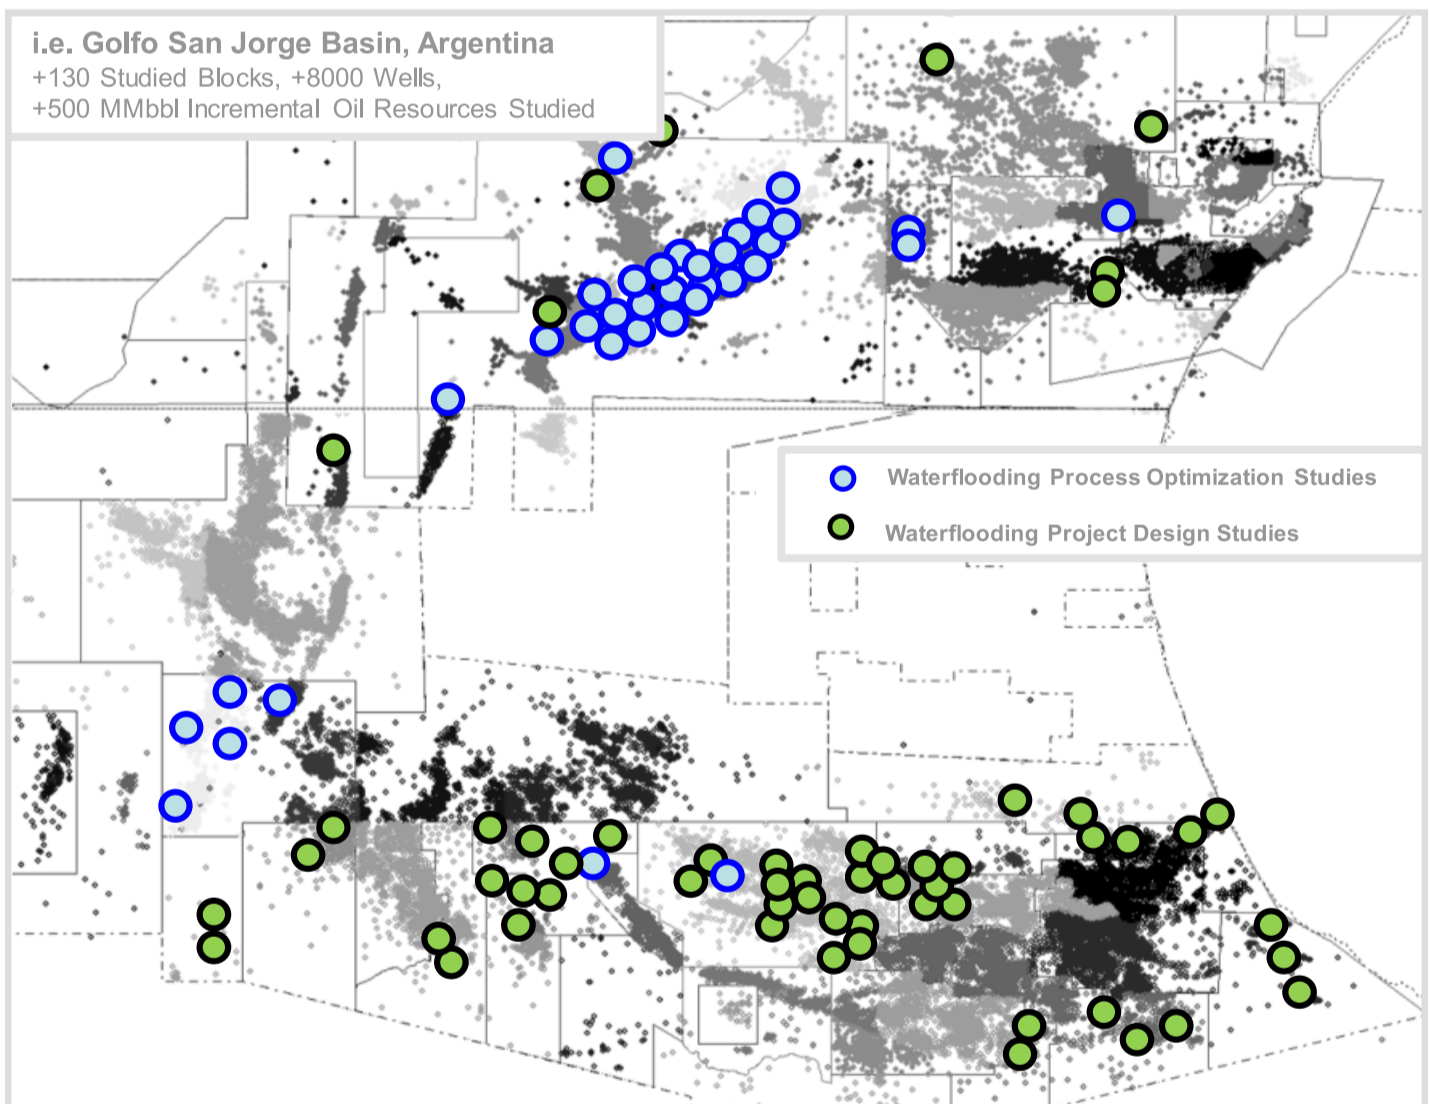 i.e. Golfo San Jorge Basin, Argentina
+130 Studied Blocks, +8000 Wells,
+500 MMbbl Incremental Oil Resources Studied
Waterflooding Process Optimization Studies
Waterflooding Project Design Studies